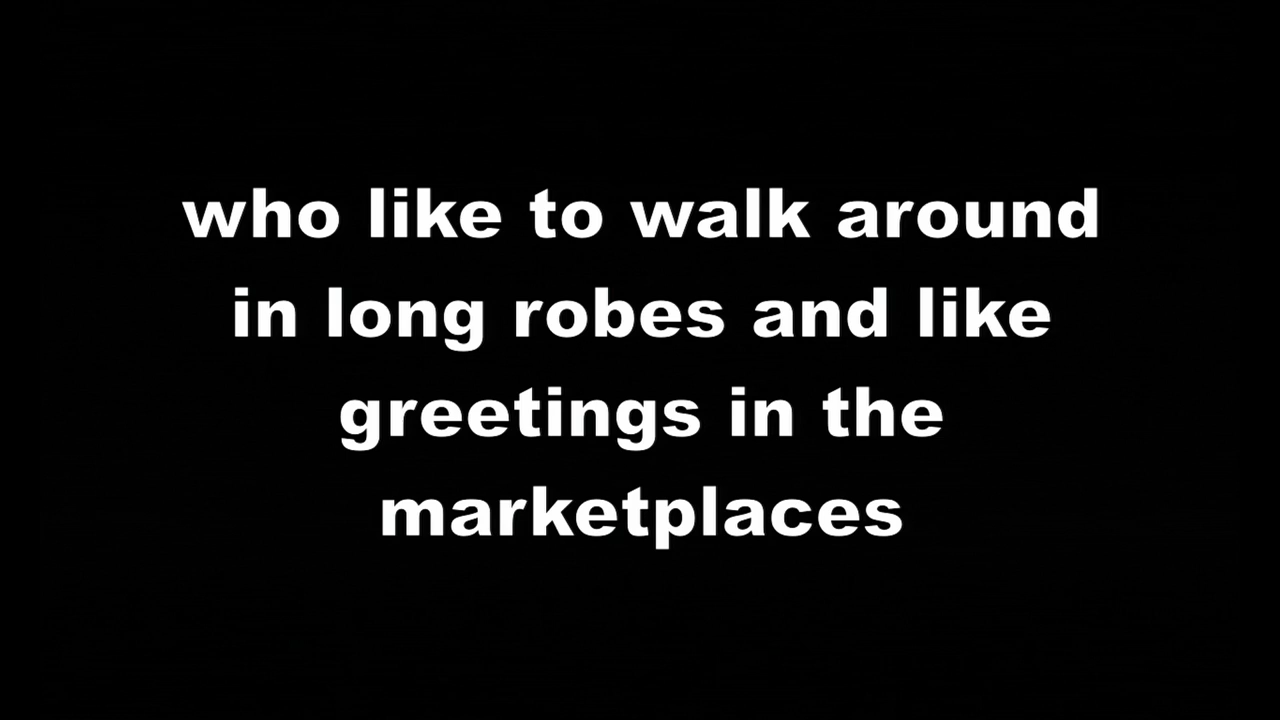 who like to walk around
in long robes and like
greetings in the
marketplaces